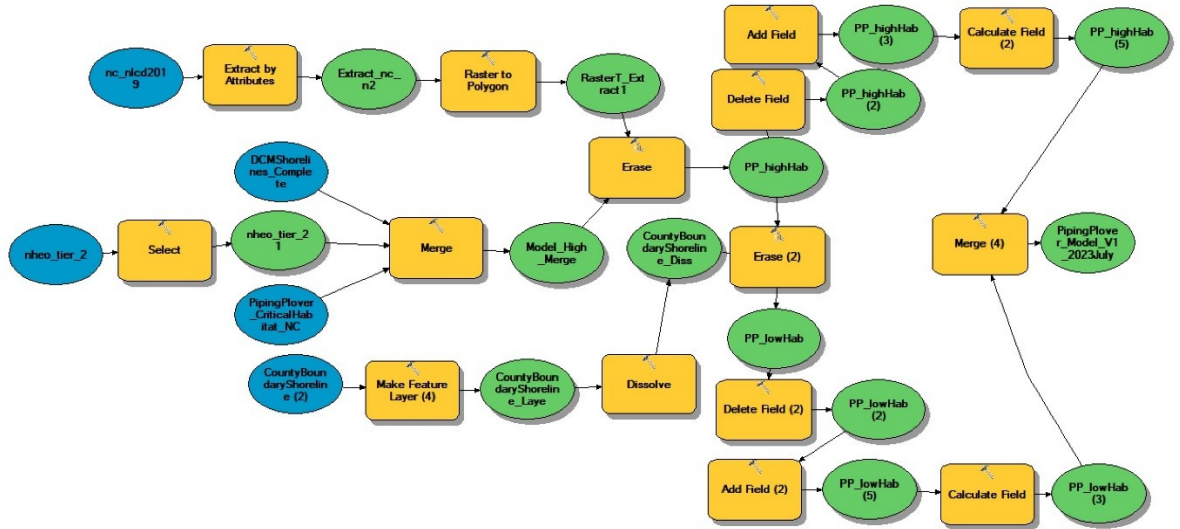 nc_nlcd201
9
Extract by
Attributes
Extract_nc_
n2
Raster to
Polygon
RasterT_Ext
ract1
Add Field
PP_highHab
(3)
Calculate Field
(2)
PP_highHab
(5)
Delete Field
PP_highHab
(2)
DCMShoreli
nes_Comple
te
Erase
PP_highHab
nheo_tier_2
Select
nheo_tier_2
1
Merge
Model_High
_Merge
CountyBoun
daryShorelin
e_Diss
Erase (2)
Merge (4)
PipingPlove
r_Model_V1
_2023July
PipingPlover
_CriticalHab
itat_NC
PP_lowHab
CountyBoun
daryShorelin
e (2)
Make Feature
Layer (4)
CountyBoun
daryShorelin
e_Laye
Dissolve
Delete Field (2)
PP_lowHab
(2)
Add Field (2)
PP_lowHab
(5)
Calculate Field
PP_lowHab
(3)